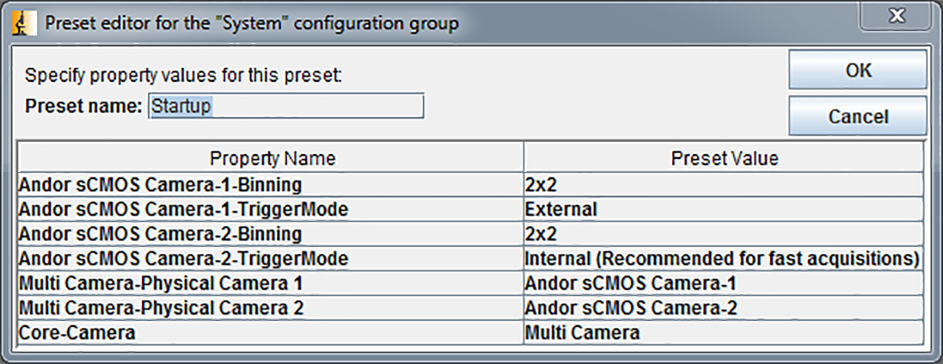 Preset editor for the "System" configuration group
Specify property values for this preset:
OK
Preset name: Startup
Cancel
Property Name Preset Value
Andor sCMOS Camera-1-Binning 2x2
Andor sCMOS Camera-1-TriggerMode External
Andor sCMOS Camera-2-Binning 2x2
Andor sCMOS Camera-2-TriggerMode Internal (Recommended for fast acquisitions)
Multi Camera-Physical Camera 1 Andor sCMOS Camera-1
Multi Camera-Physical Camera 2 Andor sCMOS Camera-2
Core-Camera Multi Camera